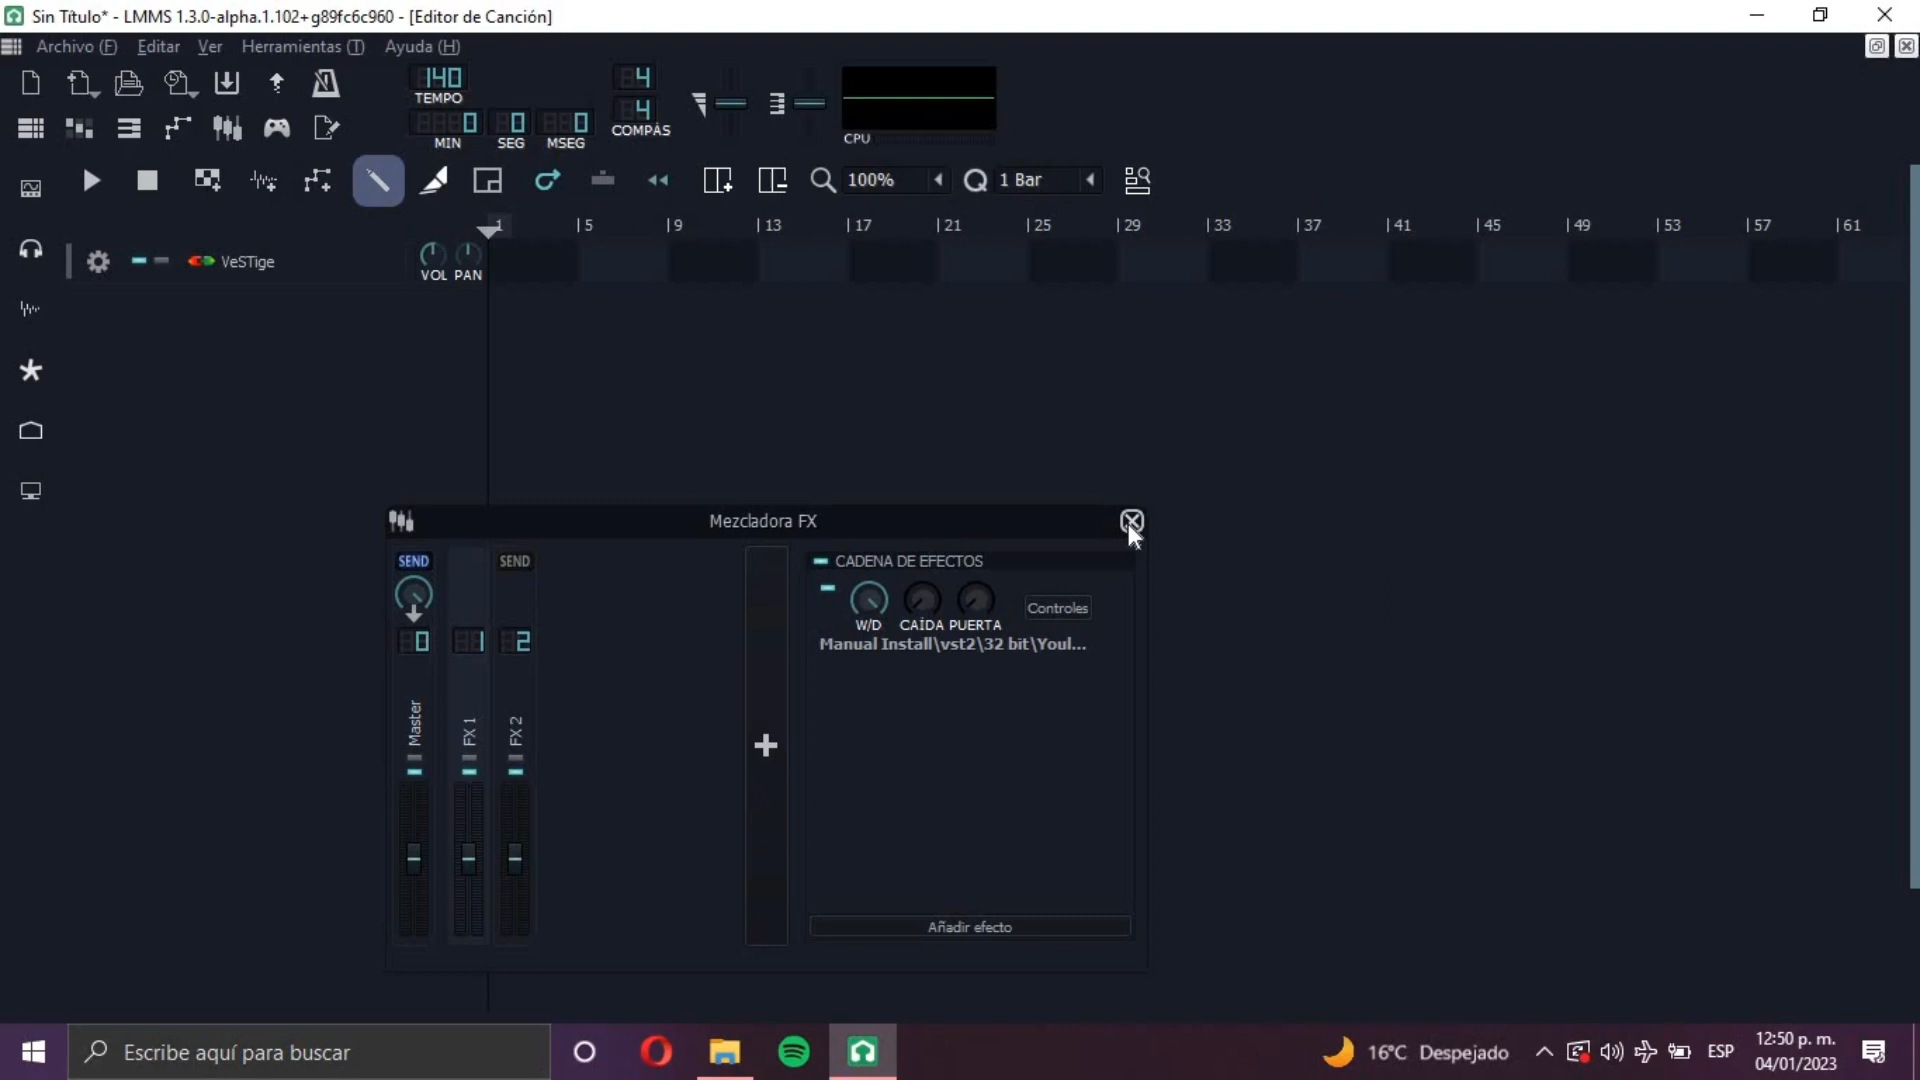 Sin Título* - LMMS 1.3.0-alpha.1.102+g89fc6c960 - [Editor de Canción]
Archivo (F) Editar Ver Herramientas (T) Ayuda (H)
140
TEMPO
0 0 0
MIN SEG MSEG
4
4
COMPÁS
CPU
100% 1 Bar
1 5 9 13 17 21 25 29 33 37 41 45 49 53 57 61
VeSTige
VOL PAN
Mezcladora FX
SEND SEND
0 1 2
Master FX 1 FX 2
CADENA DE EFECTOS
W/D CAÍDA PUERTA
Controles
Manual Install\vst2\32 bit\Youl...
Añadir efecto
Escribe aquí para buscar
16°C Despejado
ESP
12:50 p. m.
04/01/2023